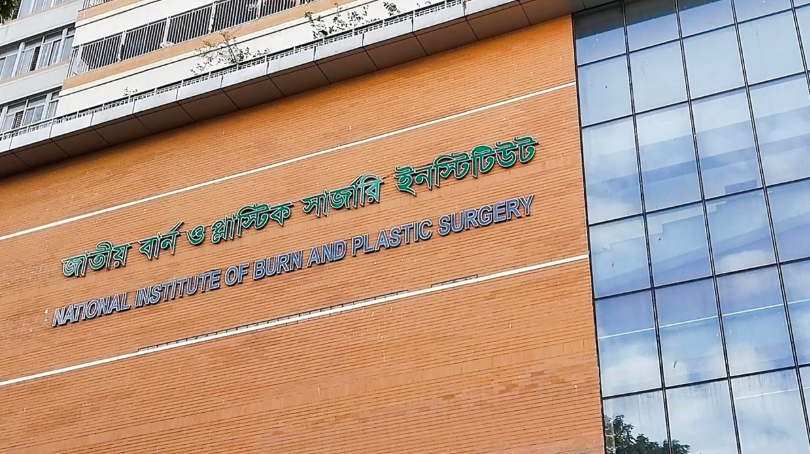 জাতীয় বার্ন ও প্লাস্টিক সার্জারি ইনস্টিটিউট
NATIONAL INSTITUTE OF BURN AND PLASTIC SURGERY